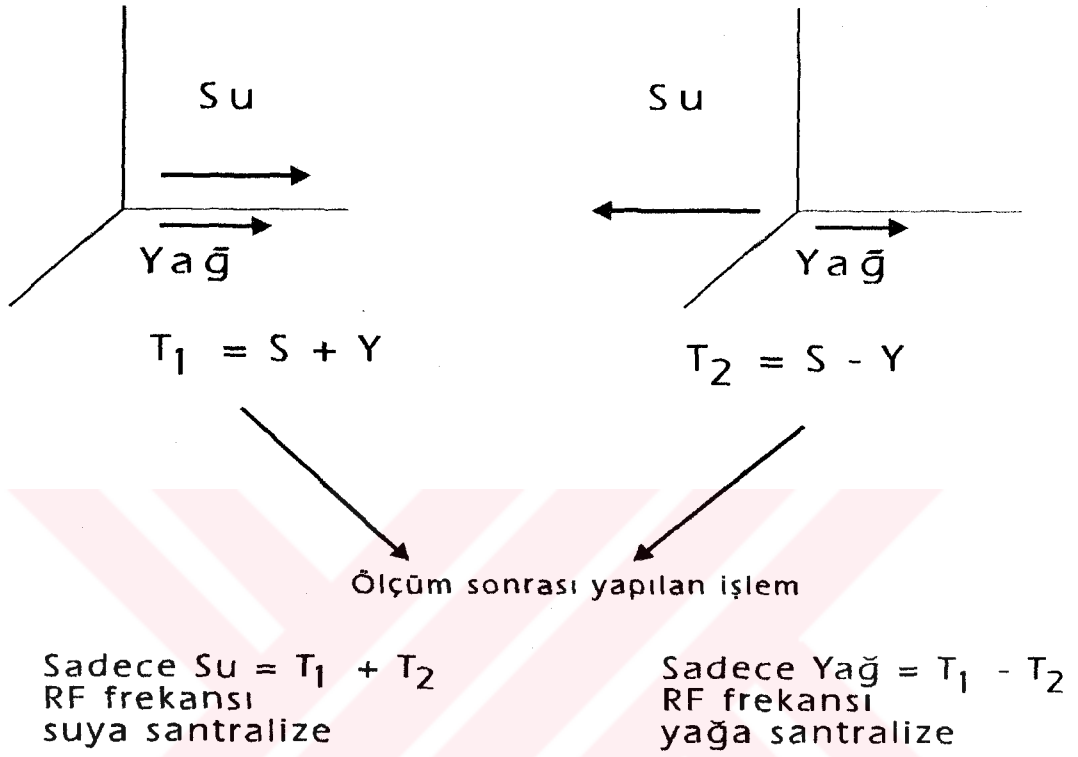 Su
Su
Yağ
Yağ
T₁ = S + Y
T₂ = S - Y
Ölçüm sonrası yapılan işlem
Sadece Su = T₁ + T₂
RF frekansı
suya santralize
Sadece Yağ = T₁ - T₂
RF frekansı
yağa santralize